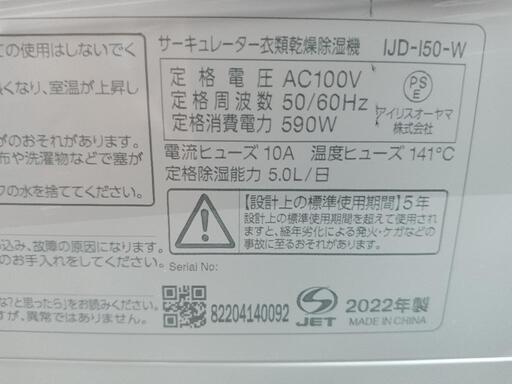 ての使用はしないでく
サーキュレーター衣類乾燥除湿機 IJD-I50-W
くなり、室温が上昇し
定格電圧 AC100V
定格周波数 50/60Hz
定格消費電力 590W
PS
E
アイリスオーヤマ
株式会社
がのおそれがあります。
布や洗濯物などで塞が
クの水を捨ててください。
電流ヒューズ 10A 温度ヒューズ 141℃
定格除湿能力 5.0L/日
【設計上の標準使用期間】5年
設計上の標準使用期間を超えて使用されますと、経年劣化による発火・ケガなどの
事故に至るおそれがあります。
込み、故障の原因になります。
のお手入れをしてください。
Serial No:
な?と思ったら」をお読みください。
すが、異常ではありません。
82204140092
JET
2022年製
MADE IN CHINA